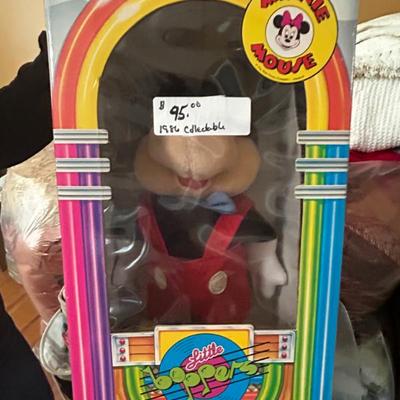 MINNIE
MOUSE
$ 95.00
1986 Collectable
Little
boppers